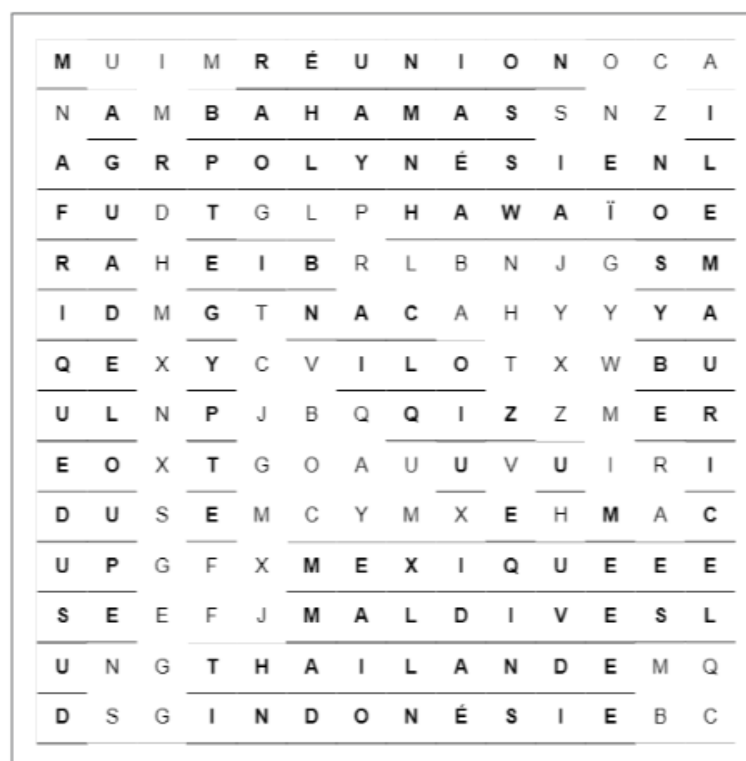 M U I M R É U N I O N O C A
N A M B A H A M A S S N Z I
A G R P O L Y N É S I E N L
F U D T G L P H A W A Ï O E
R A H E I B R L B N J G S M
I D M G T N A C A H Y Y Y A
Q E X Y C V I L O T X W B U
U L N P J B Q Q I Z Z M E R
E O X T G O A U U V U I R I
D U S E M C Y M X E H M A C
U P G F X M E X I Q U E E E
S E E F J M A L D I V E S L
U N G T H A I L A N D E M Q
D S G I N D O N É S I E B C